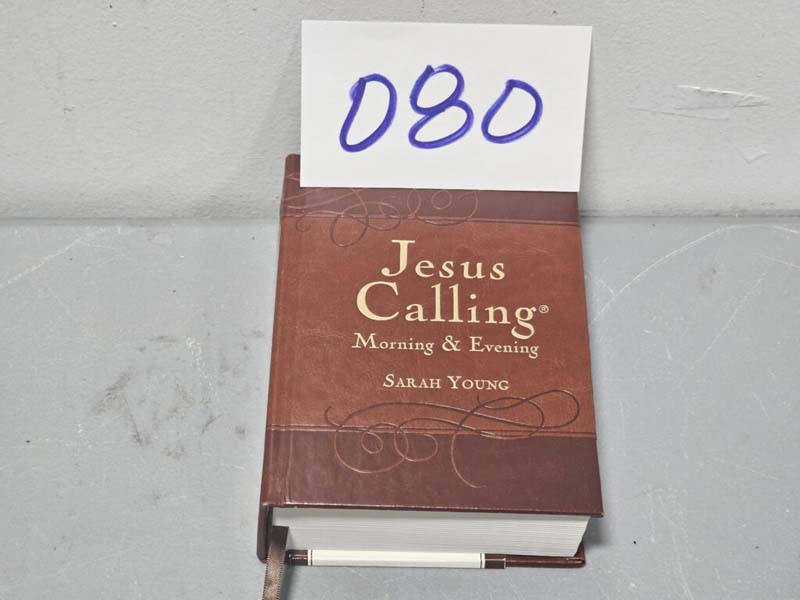 080
Jesus
Calling®
Morning & Evening
Sarah Young